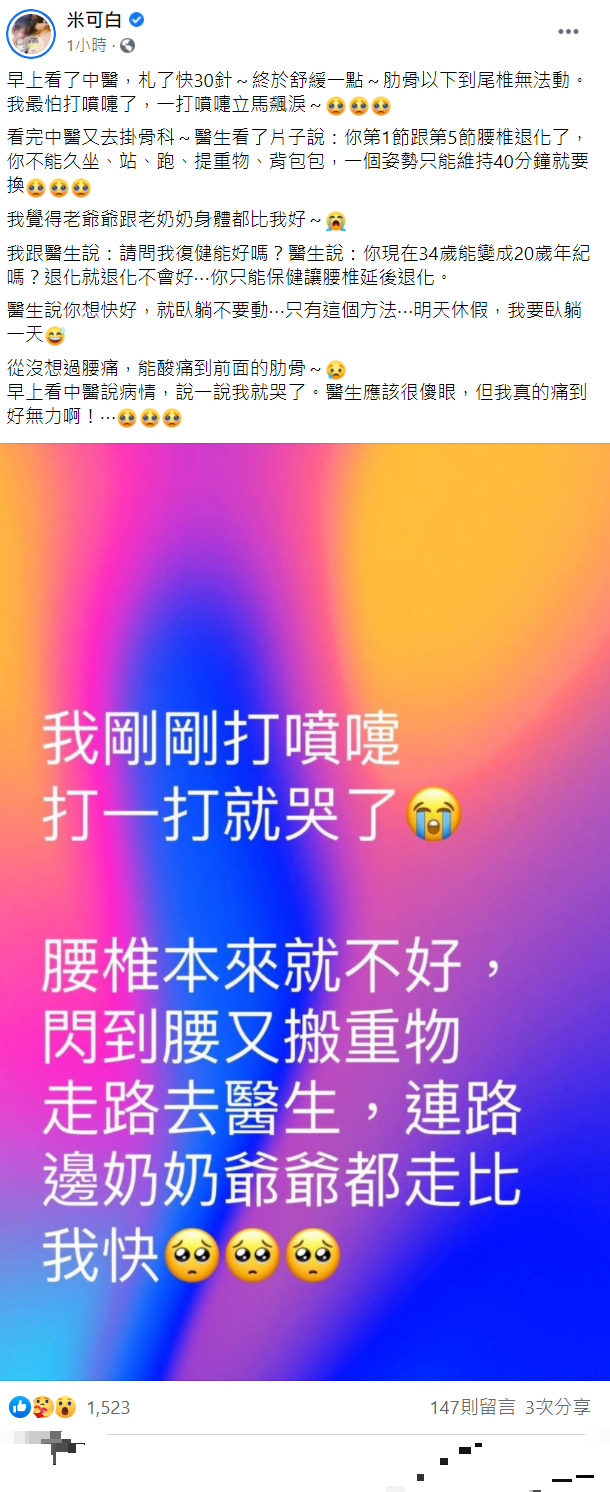 米可白
1小時 ·
早上看了中醫，札了快30針～終於舒緩一點～肋骨以下到尾椎無法動。
我最怕打噴嚏了，一打噴嚏立馬飆淚～🥺🥺🥺
看完中醫又去掛骨科～醫生看了片子說：你第1節跟第5節腰椎退化了，
你不能久坐、站、跑、提重物、背包包，一個姿勢只能維持40分鐘就要
換🥺🥺🥺
我覺得老爺爺跟老奶奶身體都比我好～😭
我跟醫生說：請問我復健能好嗎？醫生說：你現在34歲能變成20歲年紀
嗎？退化就退化不會好⋯你只能保健讓腰椎延後退化。
醫生說你想快好，就臥躺不要動⋯只有這個方法⋯明天休假，我要臥躺
一天😅
從沒想過腰痛，能酸痛到前面的肋骨～😥
早上看中醫說病情，說一說我就哭了。醫生應該很傻眼，但我真的痛到
好無力啊！⋯🥺🥺🥺
我剛剛打噴嚏
打一打就哭了😭
腰椎本來就不好，
閃到腰又搬重物
走路去醫生，連路
邊奶奶爺爺都走比
我快🥺🥺🥺
1,523
147則留言 3次分享